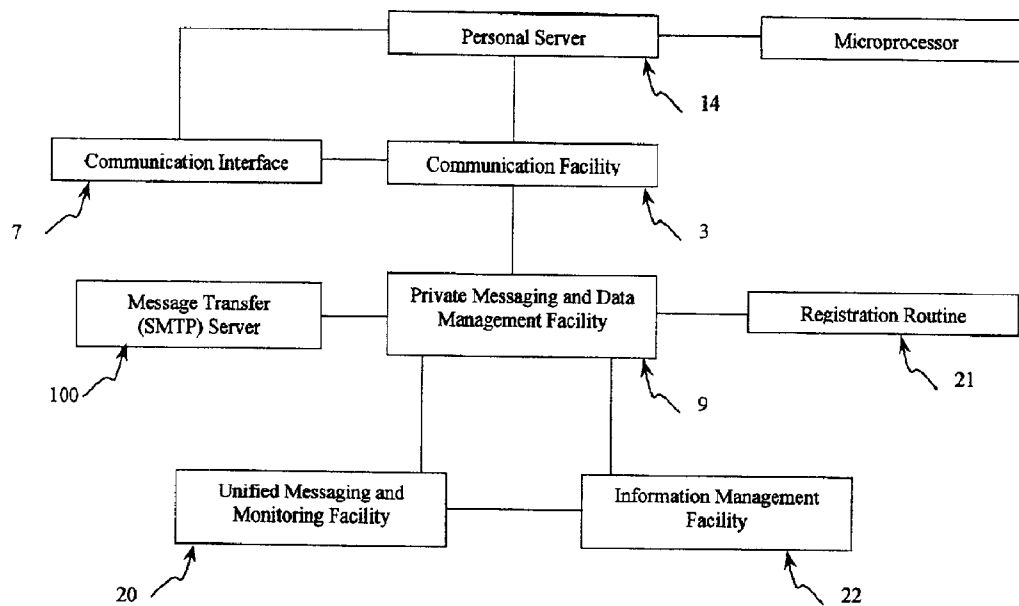 Personal Server
Microprocessor
14
Communication Interface
Communication Facility
7
3
Message Transfer
(SMTP) Server
Private Messaging and Data
Management Facility
Registration Routine
100
9
21
Unified Messaging and
Monitoring Facility
Information Management
Facility
20
22